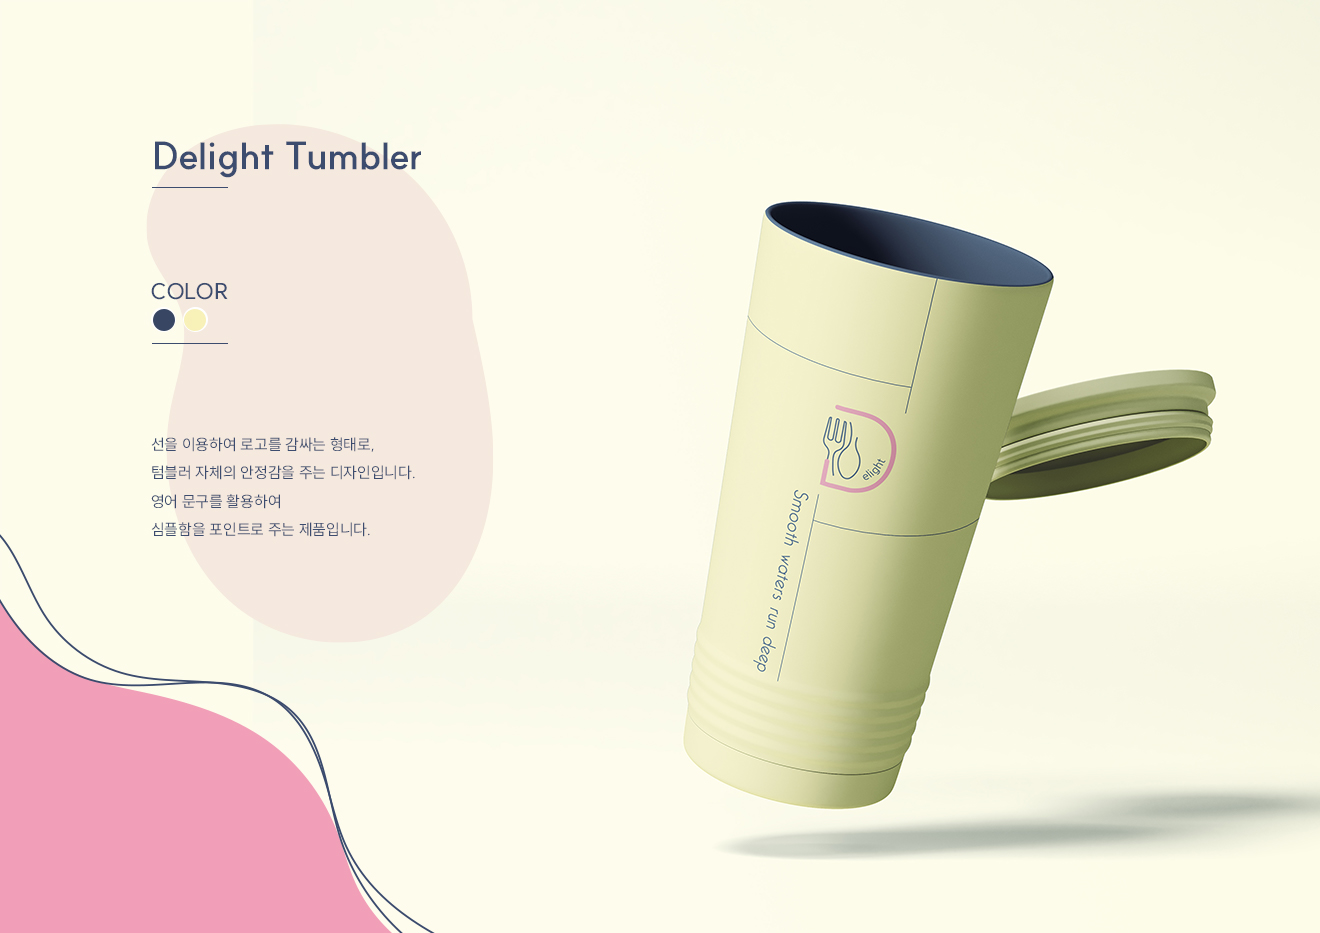 Delight Tumbler
COLOR
선을 이용하여 로고를 감싸는 형태로,
텀블러 자체의 안정감을 주는 디자인입니다.
영어 문구를 활용하여
심플함을 포인트로 주는 제품입니다.
elight
Smooth waters run deep